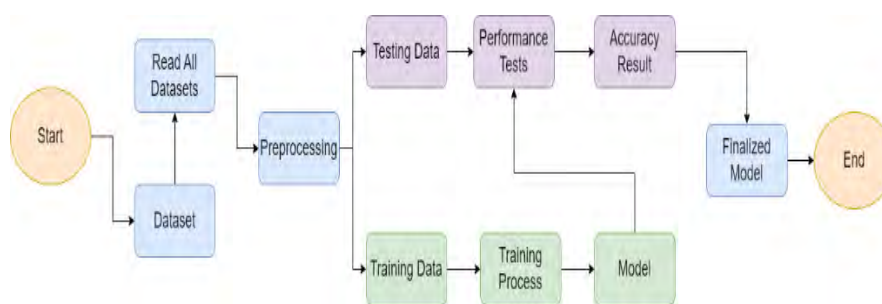 Start
Dataset
Read All
Datasets
Preprocessing
Testing Data
Performance
Tests
Accuracy
Result
Training Data
Training
Process
Model
Finalized
Model
End